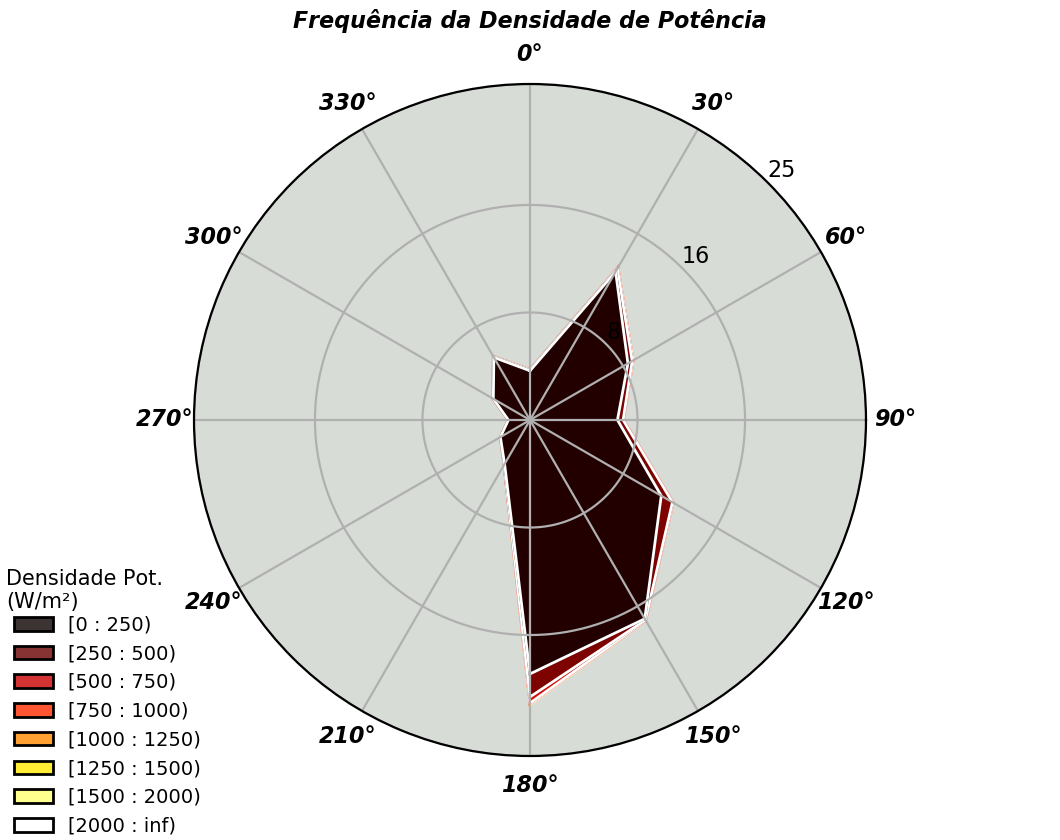 Frequência da Densidade de Potência
0°
330°
30°
25
300°
60°
16
8
270°
90°
Densidade Pot.
(W/m²)
240°
120°
[0 : 250)
[250 : 500)
[500 : 750)
[750 : 1000)
210°
150°
[1000 : 1250)
[1250 : 1500)
180°
[1500 : 2000)
[2000 : inf)